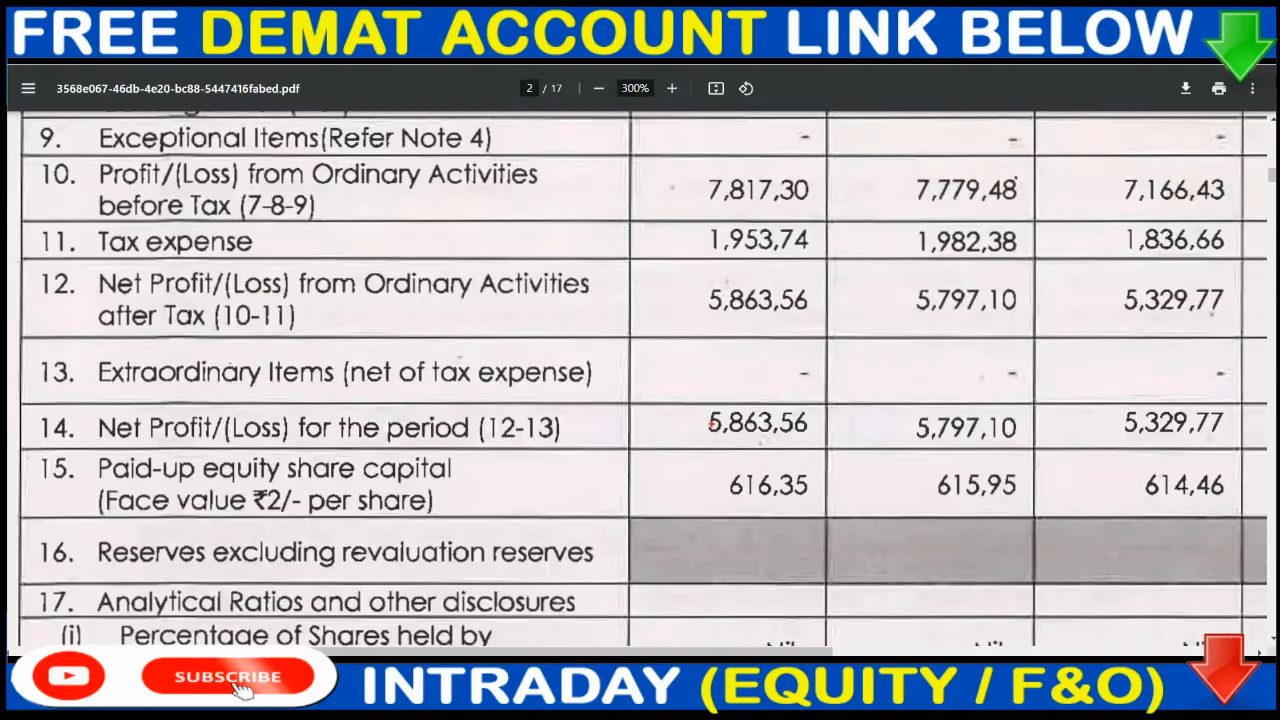 FREE DEMAT ACCOUNT LINK BELOW
3568e067-46db-4e20-bc88-5447416fabed.pdf 2 / 17 − 300% +
9. Exceptional Items(Refer Note 4) - - -
10. Profit/(Loss) from Ordinary Activities
before Tax (7-8-9) 7,817,30 7,779,48 7,166,43
11. Tax expense 1,953,74 1,982,38 1,836,66
12. Net Profit/(Loss) from Ordinary Activities
after Tax (10-11) 5,863,56 5,797,10 5,329,77
13. Extraordinary Items (net of tax expense) - - -
14. Net Profit/(Loss) for the period (12-13) 5,863,56 5,797,10 5,329,77
15. Paid-up equity share capital
(Face value ₹2/- per share) 616,35 615,95 614,46
16. Reserves excluding revaluation reserves
17. Analytical Ratios and other disclosures
(i) Percentage of Shares held by
SUBSCRIBE
INTRADAY (EQUITY / F&O)